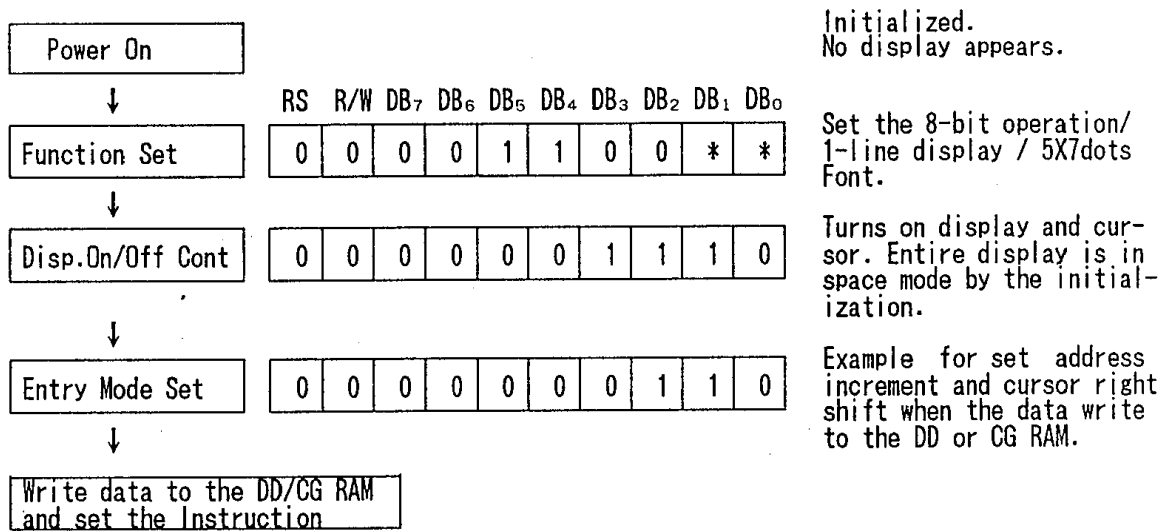 Power On
Initialized.
No display appears.
RS R/W DB₇ DB₆ DB₅ DB₄ DB₃ DB₂ DB₁ DB₀
Function Set 0 0 0 0 1 1 0 0 * *
Set the 8-bit operation/
1-line display / 5X7dots
Font.
Disp.On/Off Cont 0 0 0 0 0 0 1 1 1 0
Turns on display and cur-
sor. Entire display is in
space mode by the initial-
ization.
Entry Mode Set 0 0 0 0 0 0 0 1 1 0
Example for set address
increment and cursor right
shift when the data write
to the DD or CG RAM.
Write data to the DD/CG RAM
and set the Instruction